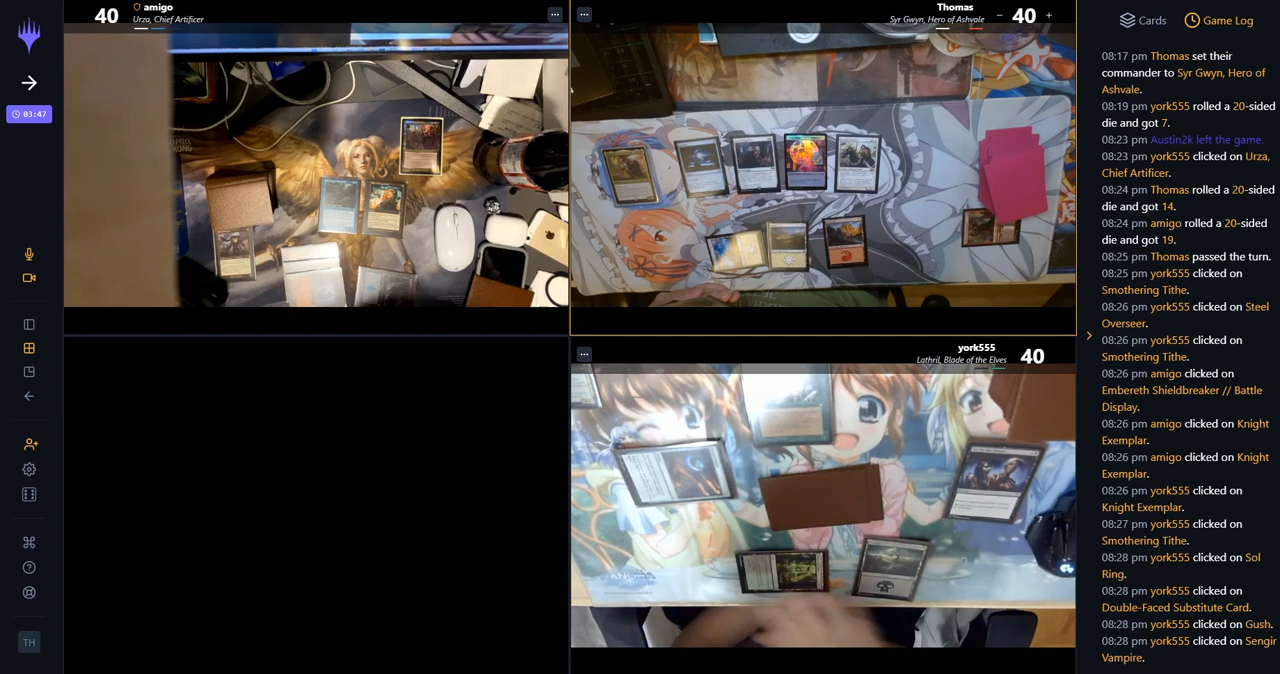 40
amigo
Urza, Chief Artificer
Thomas
Syr Gwyn, Hero of Ashvale
−
40
+
york555
Lathril, Blade of the Elves
40
03:47
TH
Cards
Game Log
08:17 pm Thomas set their
commander to Syr Gwyn, Hero of
Ashvale.
08:19 pm york555 rolled a 20-sided
die and got 7.
08:23 pm Austin2k left the game.
08:23 pm york555 clicked on Urza,
Chief Artificer.
08:24 pm Thomas rolled a 20-sided
die and got 14.
08:24 pm amigo rolled a 20-sided
die and got 19.
08:25 pm Thomas passed the turn.
08:25 pm york555 clicked on
Smothering Tithe.
08:26 pm york555 clicked on Steel
Overseer.
08:26 pm york555 clicked on
Smothering Tithe.
08:26 pm amigo clicked on
Embereth Shieldbreaker // Battle
Display.
08:26 pm amigo clicked on Knight
Exemplar.
08:26 pm amigo clicked on Knight
Exemplar.
08:26 pm york555 clicked on
Knight Exemplar.
08:27 pm york555 clicked on
Smothering Tithe.
08:28 pm york555 clicked on Sol
Ring.
08:28 pm york555 clicked on
Double-Faced Substitute Card.
08:28 pm york555 clicked on Gush.
08:28 pm york555 clicked on Sengir
Vampire.